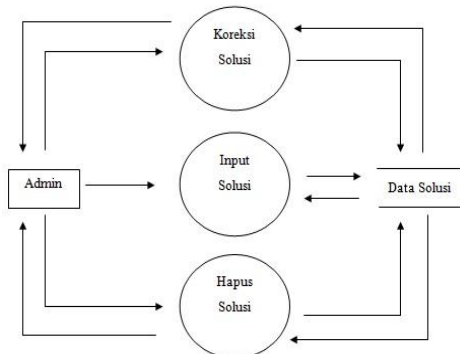 Koreksi
Solusi
Admin
Input
Solusi
Data Solusi
Hapus
Solusi